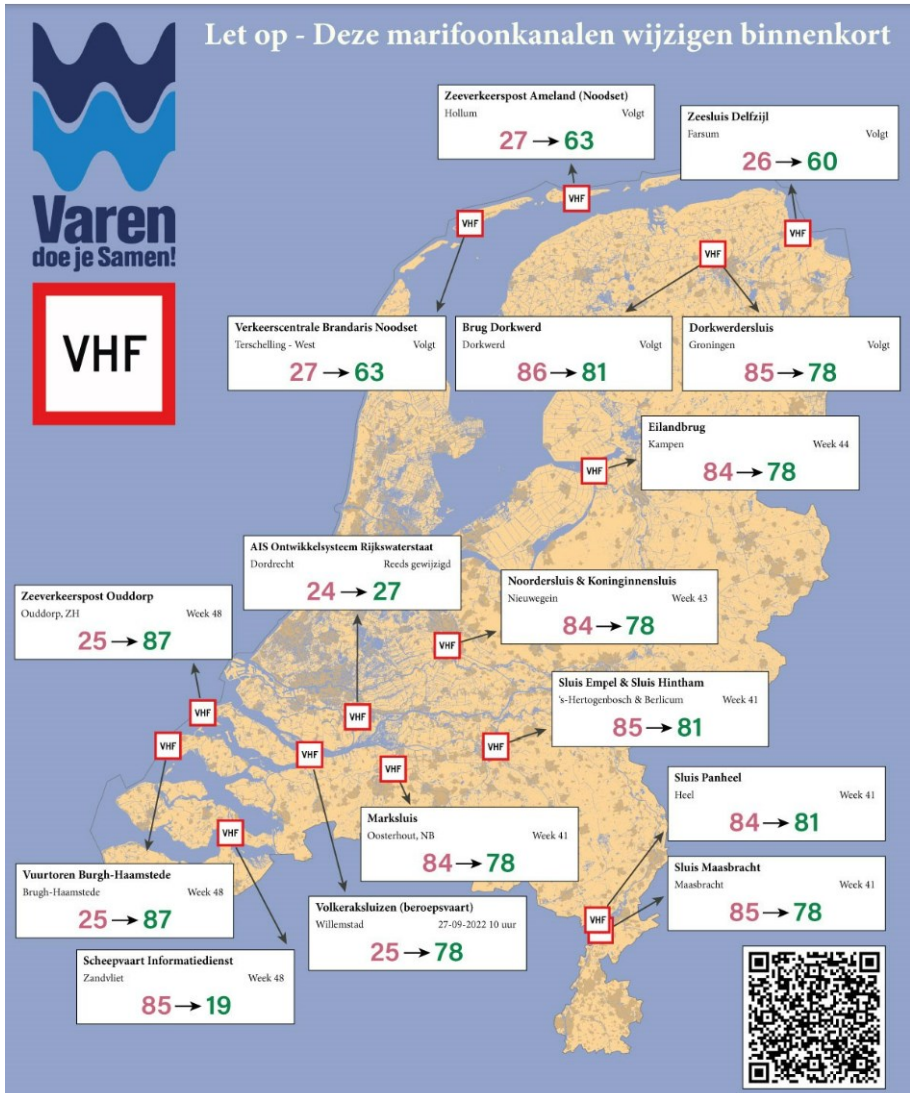 Let op - Deze marifoonkanalen wijzigen binnenkort
Varen
doe je Samen!
VHF
Zeeverkeerspost Ameland (Noodset)
Hollum Volgt
27 → 63
Zeesluis Delfzijl
Farsum Volgt
26 → 60
VHF
VHF
VHF
VHF
Verkeerscentrale Brandaris Noodset
Terschelling - West Volgt
27 → 63
Brug Dorkwerd
Dorkwerd Volgt
86 → 81
Dorkwerdersluis
Groningen Volgt
85 → 78
Eilandbrug
Kampen Week 44
84 → 78
VHF
AIS Ontwikkelsysteem Rijkswaterstaat
Dordrecht Reeds gewijzigd
24 → 27
Noordersluis & Koninginnensluis
Nieuwegein Week 43
84 → 78
VHF
Zeeverkeerspost Ouddorp
Ouddorp, ZH Week 48
25 → 87
Sluis Empel & Sluis Hintham
's-Hertogenbosch & Berlicum Week 41
85 → 81
VHF
VHF
VHF
VHF
VHF
VHF
VHF
Sluis Panheel
Heel Week 41
84 → 81
Marksluis
Oosterhout, NB Week 41
84 → 78
Vuurtoren Burgh-Haamstede
Brugh-Haamstede Week 48
25 → 87
Sluis Maasbracht
Maasbracht Week 41
85 → 78
VHF
Volkeraksluizen (beroepsvaart)
Willemstad 27-09-2022 10 uur
25 → 78
Scheepvaart Informatiedienst
Zandvliet Week 48
85 → 19